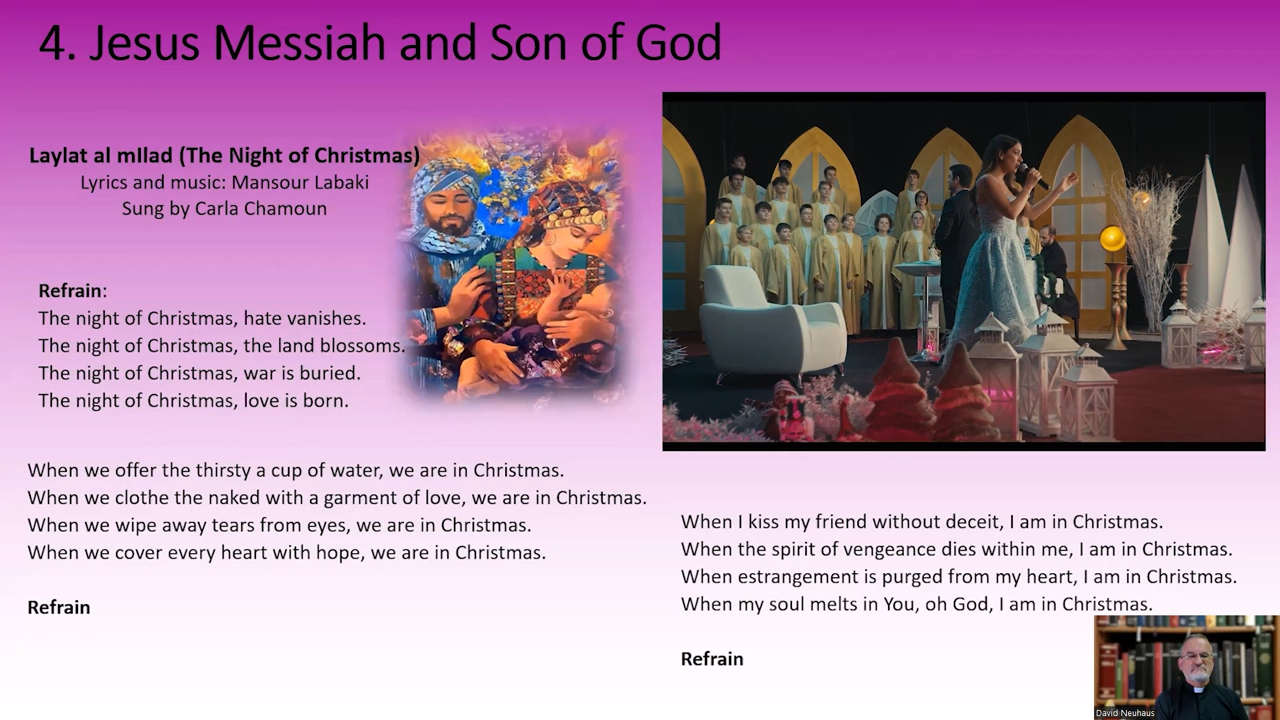 4. Jesus Messiah and Son of God
Laylat al mIlad (The Night of Christmas)
Lyrics and music: Mansour Labaki
Sung by Carla Chamoun
Refrain:
The night of Christmas, hate vanishes.
The night of Christmas, the land blossoms.
The night of Christmas, war is buried.
The night of Christmas, love is born.
When we offer the thirsty a cup of water, we are in Christmas.
When we clothe the naked with a garment of love, we are in Christmas.
When we wipe away tears from eyes, we are in Christmas.
When we cover every heart with hope, we are in Christmas.
Refrain
When I kiss my friend without deceit, I am in Christmas.
When the spirit of vengeance dies within me, I am in Christmas.
When estrangement is purged from my heart, I am in Christmas.
When my soul melts in You, oh God, I am in Christmas.
Refrain
David Neuhaus